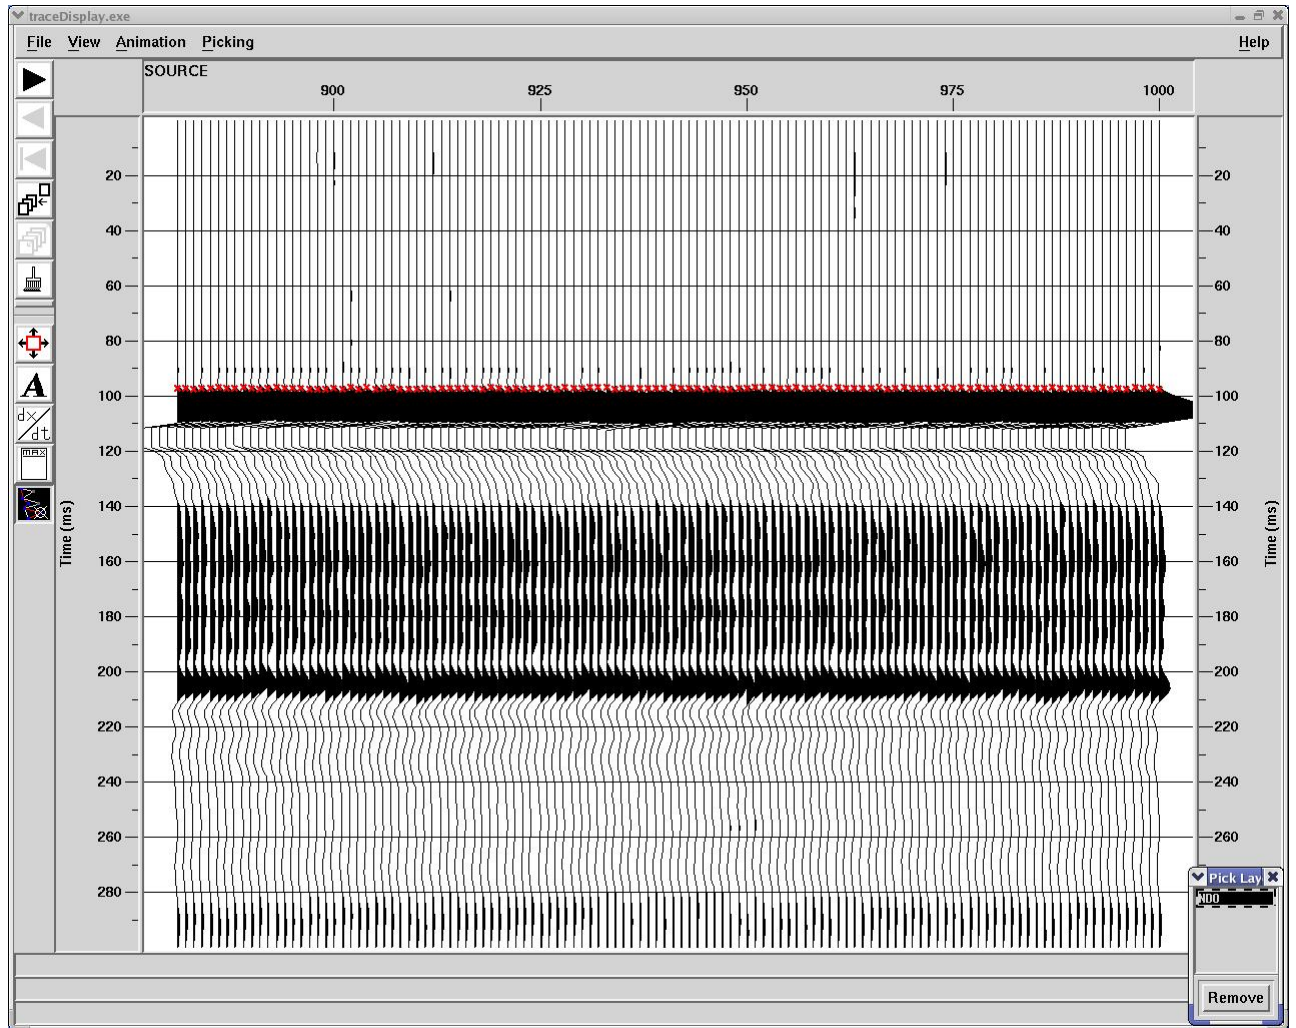 traceDisplay.exe
File View Animation Picking Help
SOURCE
900 925 950 975 1000
20 20
40 40
60 60
80 80
A
100 100
dx/dt
max
120 120
140 140
Time (ms) Time (ms)
160 160
180 180
200 200
220 220
240 240
260 260
Pick Lay
280
NDO
Remove